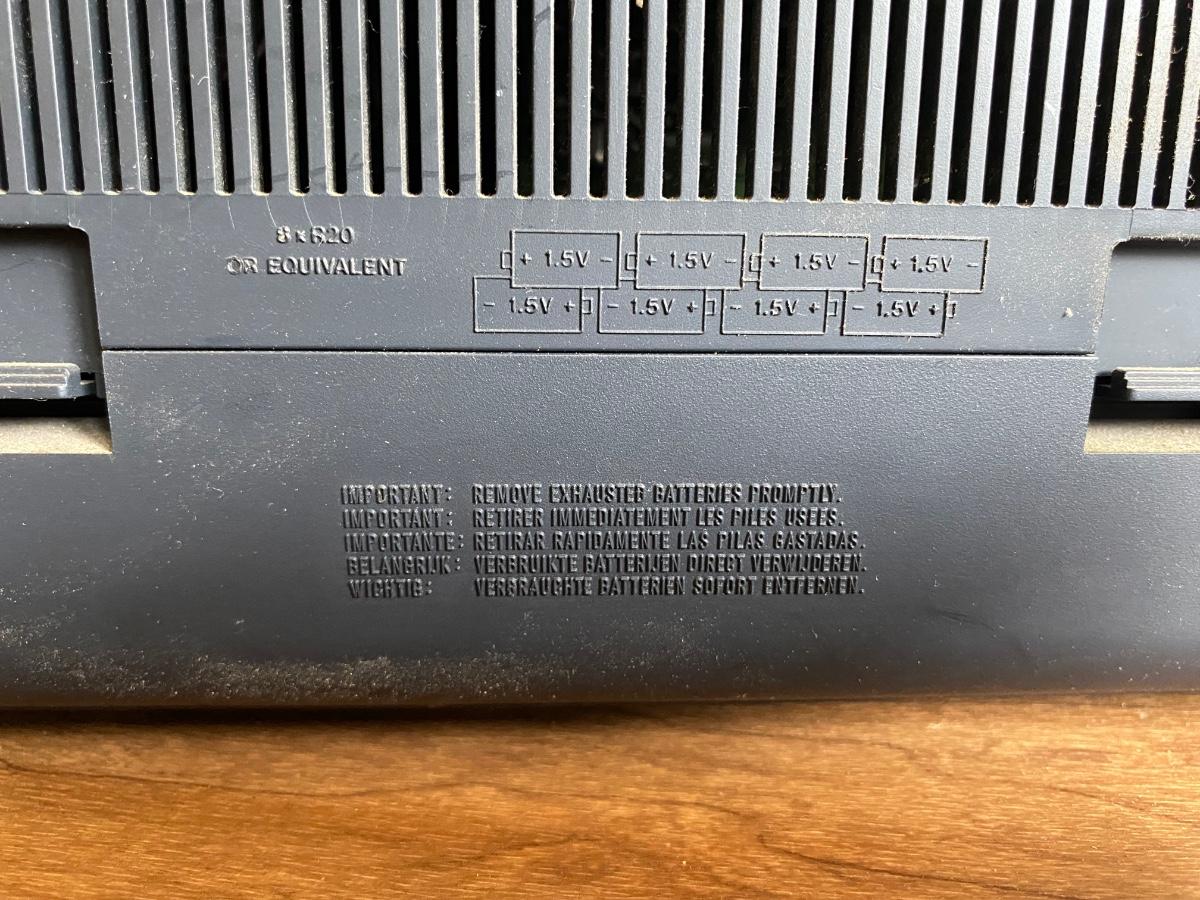 8 x R20
OR EQUIVALENT
+ 1.5V - + 1.5V - + 1.5V - + 1.5V -
- 1.5V + - 1.5V + - 1.5V + - 1.5V +
IMPORTANT: REMOVE EXHAUSTED BATTERIES PROMPTLY.
IMPORTANT: RETIRER IMMEDIATEMENT LES PILES USEES.
IMPORTANTE: RETIRAR RAPIDAMENTE LAS PILAS GASTADAS.
BELANGRIJK: VERBRUIKTE BATTERIJEN DIRECT VERWIJDEREN.
WICHTIG: VERBRAUCHTE BATTERIEN SOFORT ENTFERNEN.